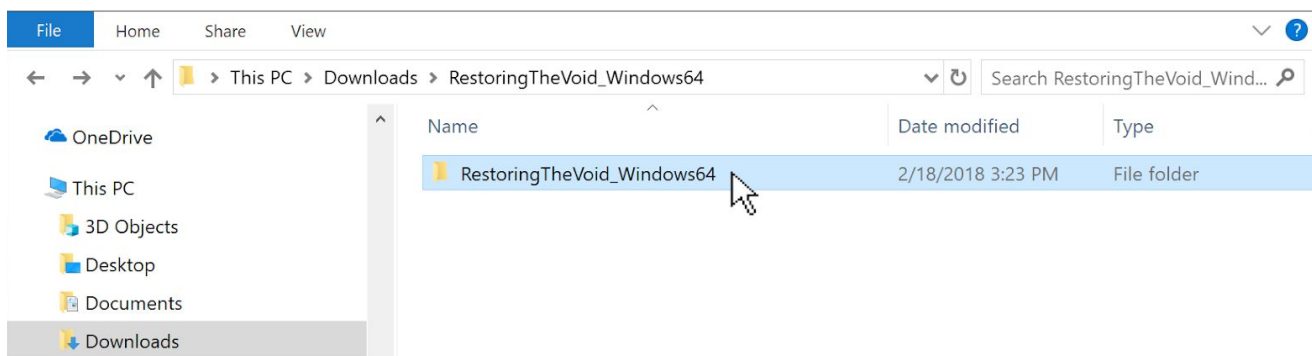 File Home Share View
This PC > Downloads > RestoringTheVoid_Windows64 Search RestoringTheVoid_Wind...
OneDrive
This PC
3D Objects
Desktop
Documents
Downloads
Name Date modified Type
RestoringTheVoid_Windows64 2/18/2018 3:23 PM File folder